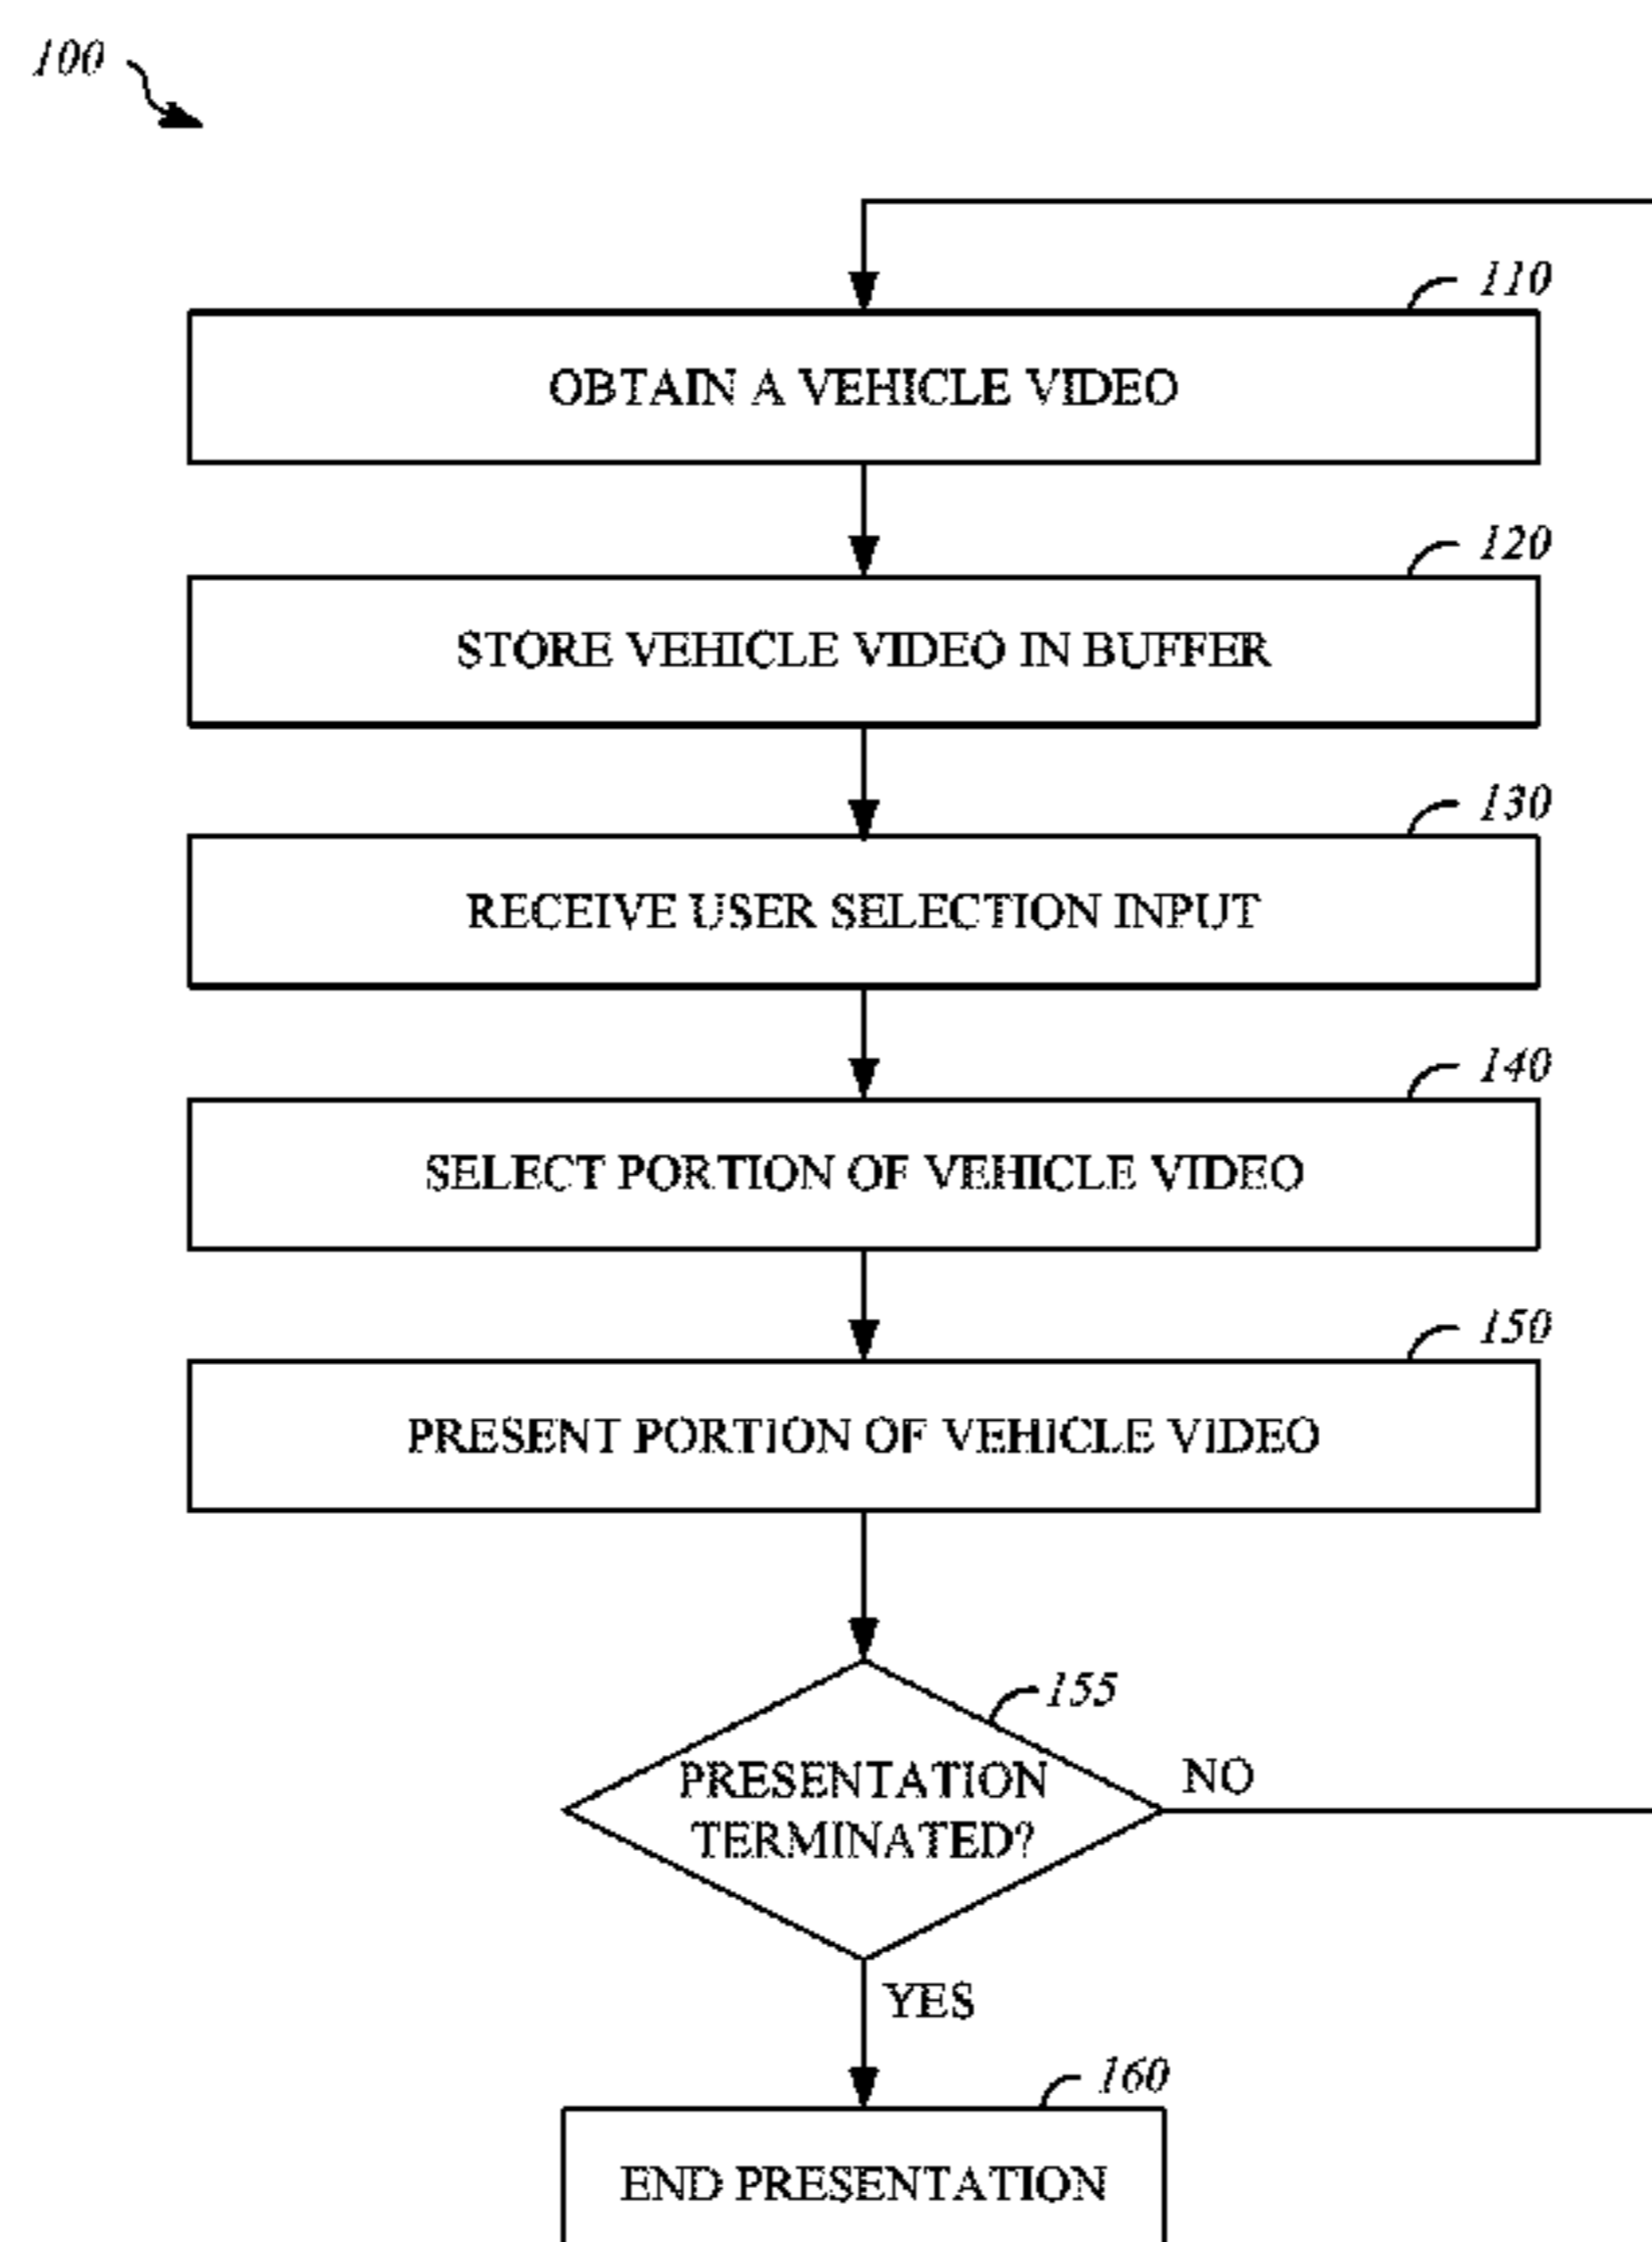 100
110
OBTAIN A VEHICLE VIDEO
120
STORE VEHICLE VIDEO IN BUFFER
130
RECEIVE USER SELECTION INPUT
140
SELECT PORTION OF VEHICLE VIDEO
150
PRESENT PORTION OF VEHICLE VIDEO
155
PRESENTATION
TERMINATED?
NO
YES
160
END PRESENTATION